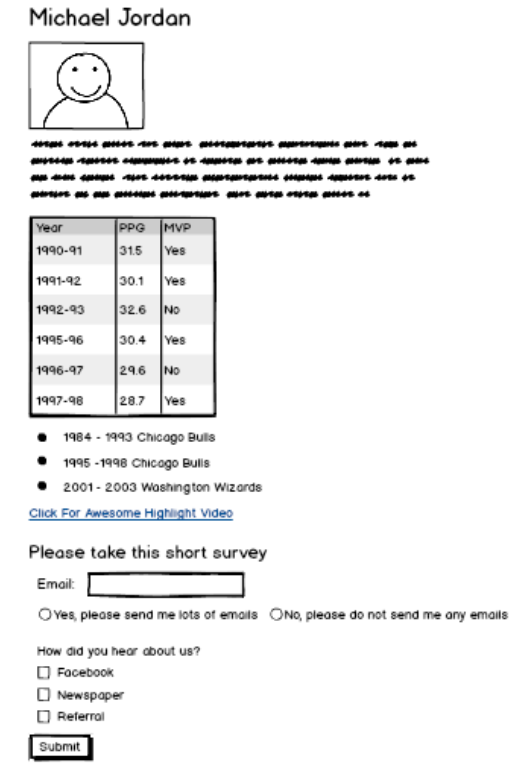 Michael Jordan
Year PPG MVP
1990-91 31.5 Yes
1991-92 30.1 Yes
1992-93 32.6 No
1995-96 30.4 Yes
1996-97 29.6 No
1997-98 28.7 Yes
1984 - 1993 Chicago Bulls
1995 -1998 Chicago Bulls
2001 - 2003 Washington Wizards
Click For Awesome Highlight Video
Please take this short survey
Email:
Yes, please send me lots of emails No, please do not send me any emails
How did you hear about us?
Facebook
Newspaper
Referral
Submit